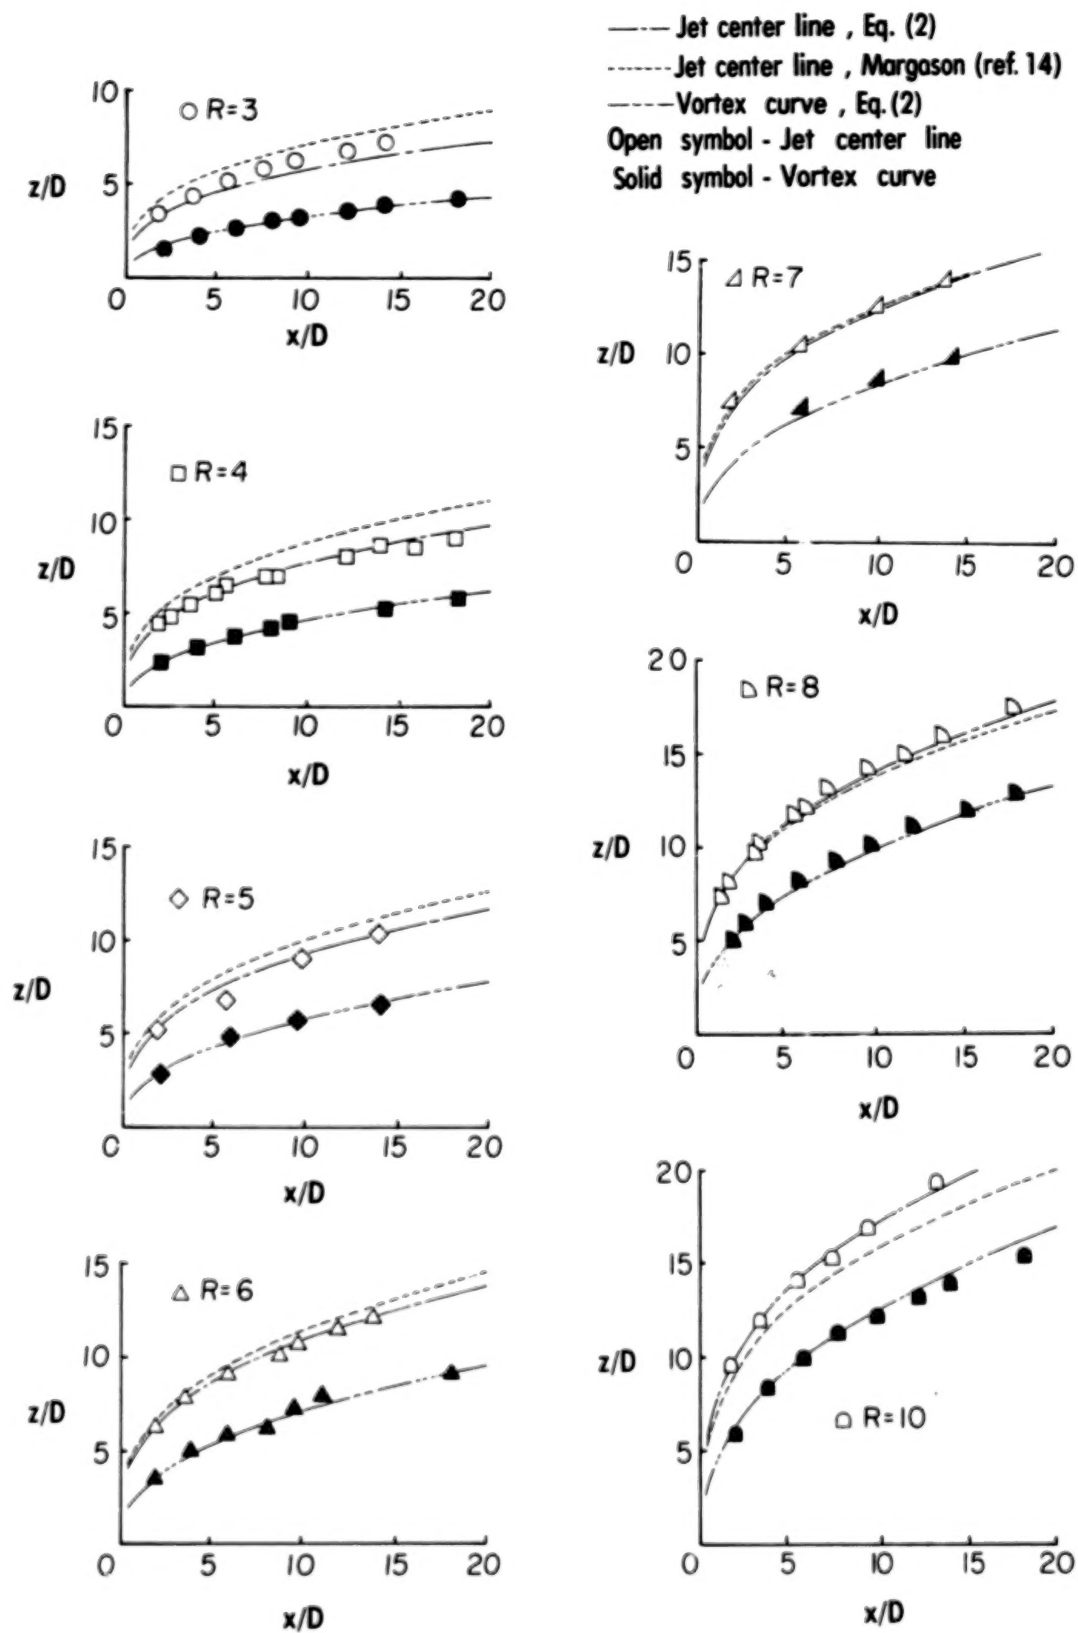 Jet center line , Eq. (2)
Jet center line , Margason (ref. 14)
Vortex curve , Eq. (2)
Open symbol - Jet center line
Solid symbol - Vortex curve
10
R=3
z/D
5
0 5 10 15 20
x/D
15
R=4
10
z/D
5
0 5 10 15 20
x/D
15
R=5
10
z/D
5
0 5 10 15 20
x/D
15
R=6
10
z/D
5
0 5 10 15 20
x/D
15
R=7
z/D 10
5
0 5 10 15 20
x/D
20
R=8
15
z/D 10
5
0 5 10 15 20
x/D
20
15
z/D 10
R=10
5
0 5 10 15 20
x/D